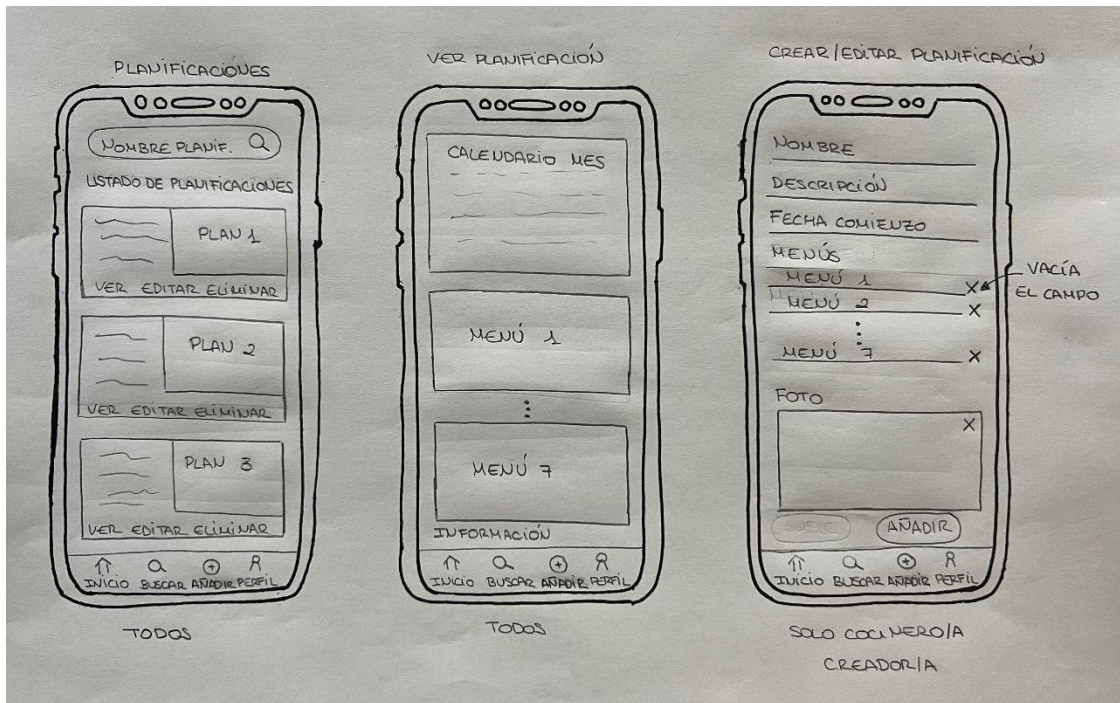 PLANIFICACIONES
NOMBRE PLANIF.
LISTADO DE PLANIFICACIONES
PLAN 1
VER EDITAR ELIMINAR
PLAN 2
VER EDITAR ELIMINAR
PLAN 3
VER EDITAR ELIMINAR
INICIO BUSCAR AÑADIR PERFIL
TODOS
VER PLANIFICACIÓN
CALENDARIO MES
MENÚ 1
MENÚ 7
INFORMACIÓN
INICIO BUSCAR AÑADIR PERFIL
TODOS
CREAR/EDITAR PLANIFICACIÓN
NOMBRE
DESCRIPCIÓN
FECHA COMIENZO
MENÚS
MENÚ 1 X
MENÚ 2 X
MENÚ 7 X
VACÍA
EL CAMPO
FOTO
X
AÑADIR
INICIO BUSCAR AÑADIR PERFIL
SOLO COCINERO/A
CREADOR/A